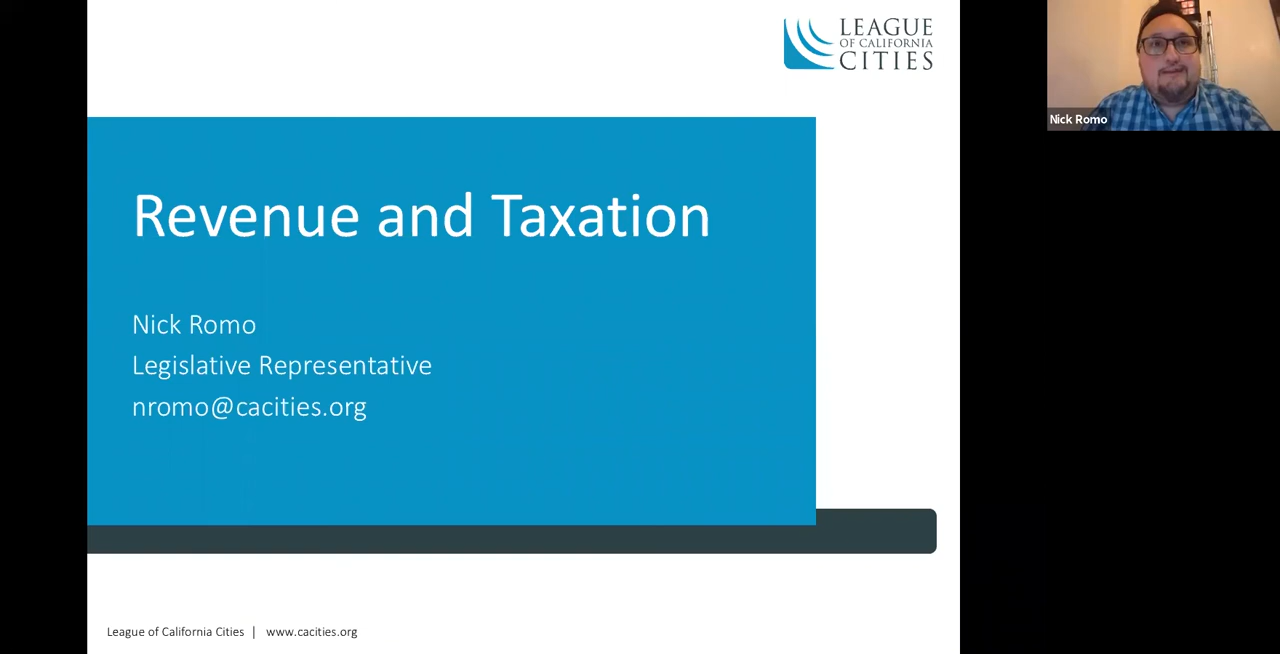 LEAGUE
OF CALIFORNIA
CITIES
Nick Romo
Revenue and Taxation
Nick Romo
Legislative Representative
nromo@cacities.org
League of California Cities | www.cacities.org